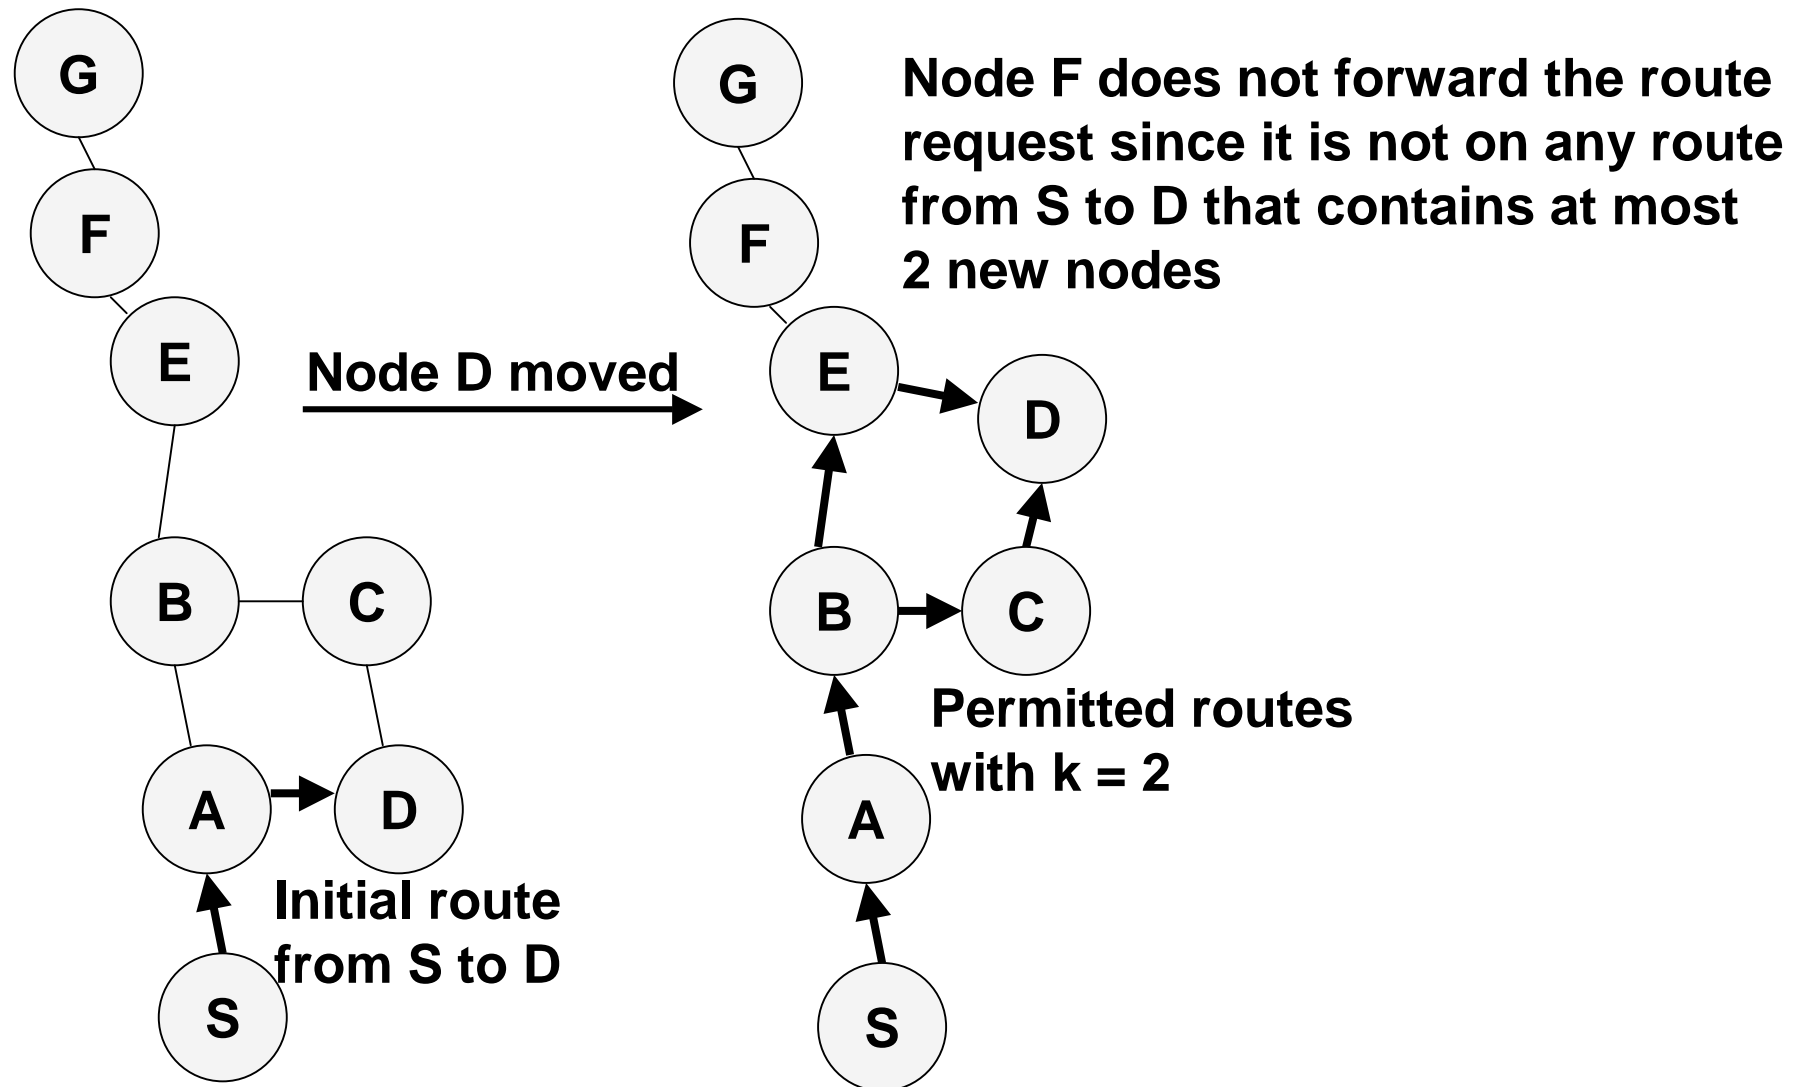 G
F
E
B
C
A
D
S
Initial route
from S to D
Node D moved
G
F
E
D
B
C
A
S
Node F does not forward the route
request since it is not on any route
from S to D that contains at most
2 new nodes
Permitted routes
with k = 2